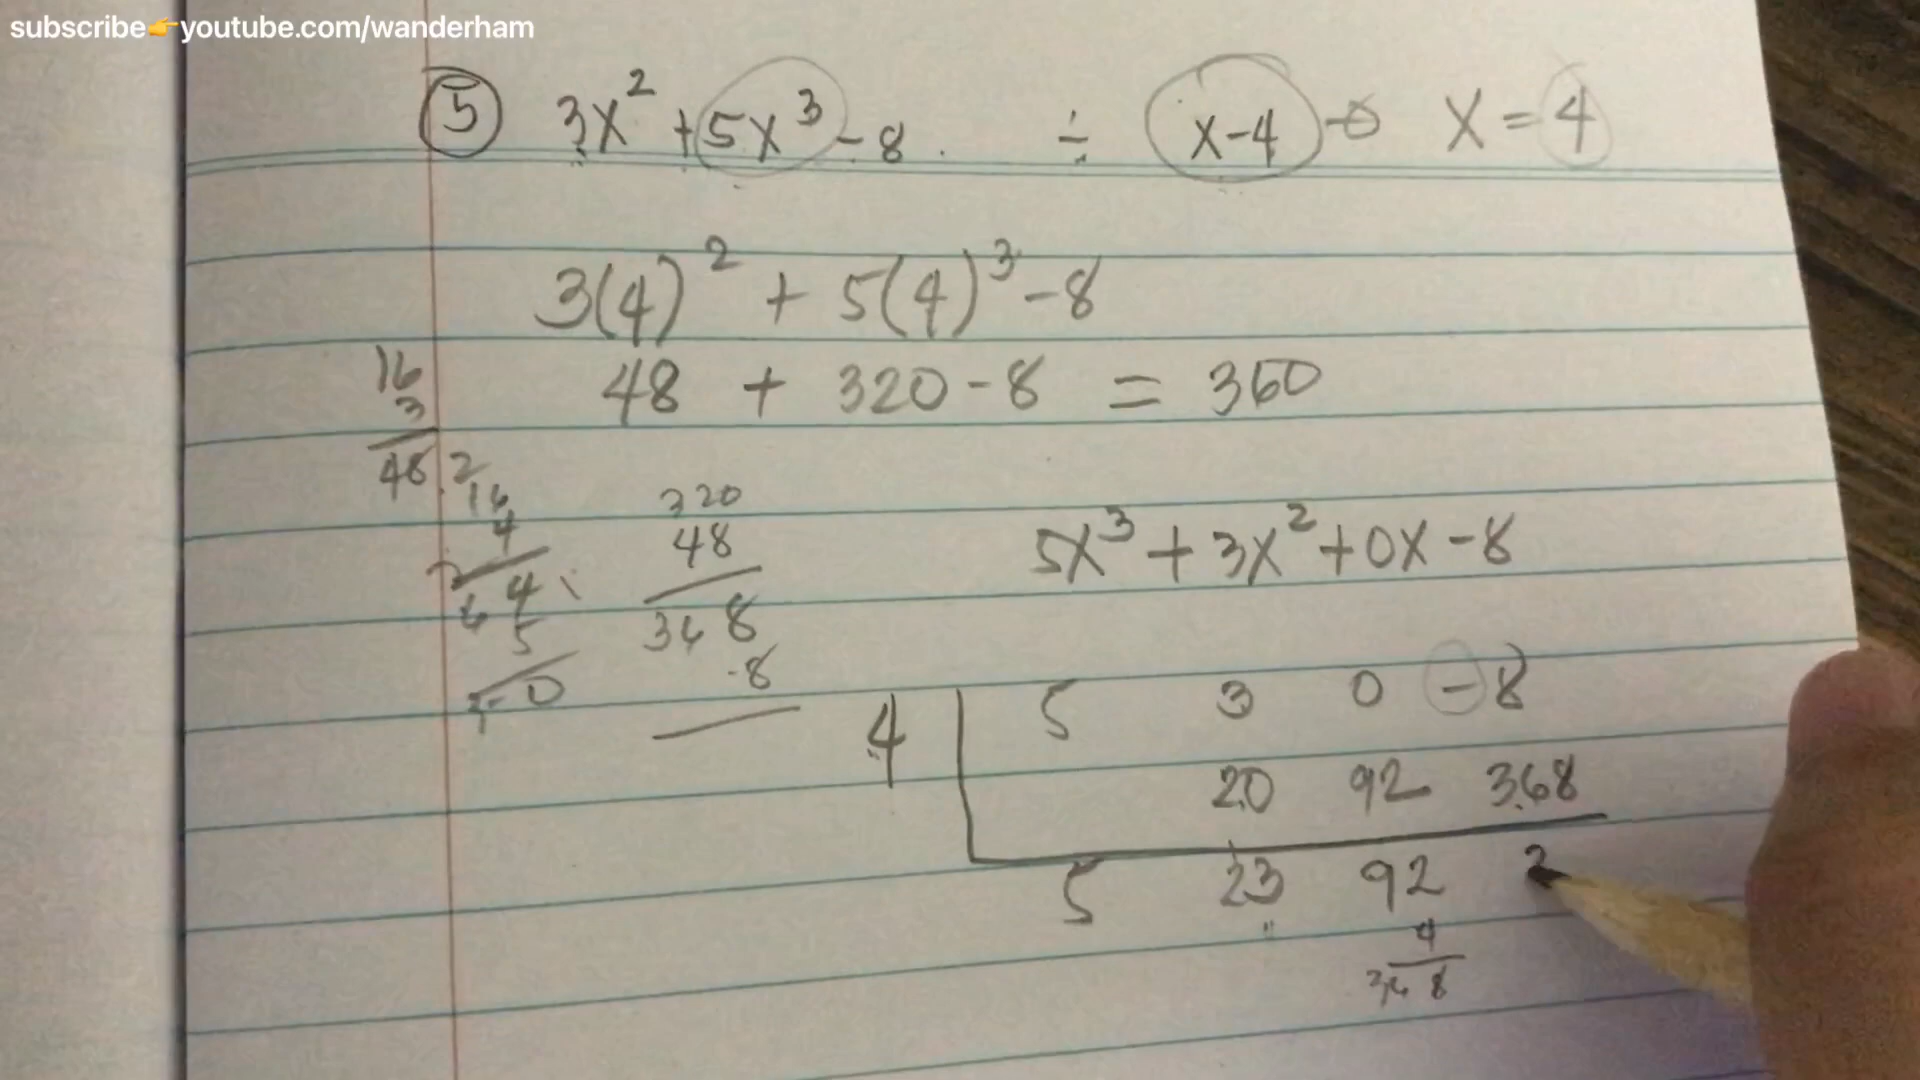 subscribe👉youtube.com/wanderham
⑤ 3x² + 5x³ - 8 ÷ x-4 → x = 4
3(4)² + 5(4)³ - 8
48 + 320 - 8 = 360
16
3
48
2
16
4
64
5
320
48
368
-8
5x³ + 3x² + 0x - 8
4 5 3 0 -8
20 92 368
5 23 92 3
4
368